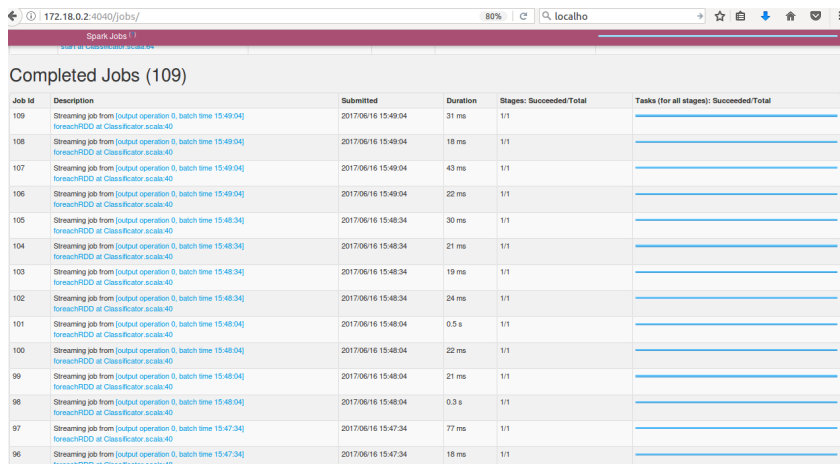 172.18.0.2:4040/jobs/ 80% localho
Spark Jobs
start at Classificator.scala:64
Completed Jobs (109)
Job Id Description Submitted Duration Stages: Succeeded/Total Tasks (for all stages): Succeeded/Total
109 Streaming job from [output operation 0, batch time 15:49:04] 2017/06/16 15:49:04 31 ms 1/1
foreachRDD at Classificator.scala:40
108 Streaming job from [output operation 0, batch time 15:49:04] 2017/06/16 15:49:04 18 ms 1/1
foreachRDD at Classificator.scala:40
107 Streaming job from [output operation 0, batch time 15:49:04] 2017/06/16 15:49:04 43 ms 1/1
foreachRDD at Classificator.scala:40
106 Streaming job from [output operation 0, batch time 15:49:04] 2017/06/16 15:49:04 22 ms 1/1
foreachRDD at Classificator.scala:40
105 Streaming job from [output operation 0, batch time 15:48:34] 2017/06/16 15:48:34 30 ms 1/1
foreachRDD at Classificator.scala:40
104 Streaming job from [output operation 0, batch time 15:48:34] 2017/06/16 15:48:34 21 ms 1/1
foreachRDD at Classificator.scala:40
103 Streaming job from [output operation 0, batch time 15:48:34] 2017/06/16 15:48:34 19 ms 1/1
foreachRDD at Classificator.scala:40
102 Streaming job from [output operation 0, batch time 15:48:34] 2017/06/16 15:48:34 24 ms 1/1
foreachRDD at Classificator.scala:40
101 Streaming job from [output operation 0, batch time 15:48:04] 2017/06/16 15:48:04 0.5 s 1/1
foreachRDD at Classificator.scala:40
100 Streaming job from [output operation 0, batch time 15:48:04] 2017/06/16 15:48:04 22 ms 1/1
foreachRDD at Classificator.scala:40
99 Streaming job from [output operation 0, batch time 15:48:04] 2017/06/16 15:48:04 21 ms 1/1
foreachRDD at Classificator.scala:40
98 Streaming job from [output operation 0, batch time 15:48:04] 2017/06/16 15:48:04 0.3 s 1/1
foreachRDD at Classificator.scala:40
97 Streaming job from [output operation 0, batch time 15:47:34] 2017/06/16 15:47:34 77 ms 1/1
foreachRDD at Classificator.scala:40
96 Streaming job from [output operation 0, batch time 15:47:34] 2017/06/16 15:47:34 18 ms 1/1